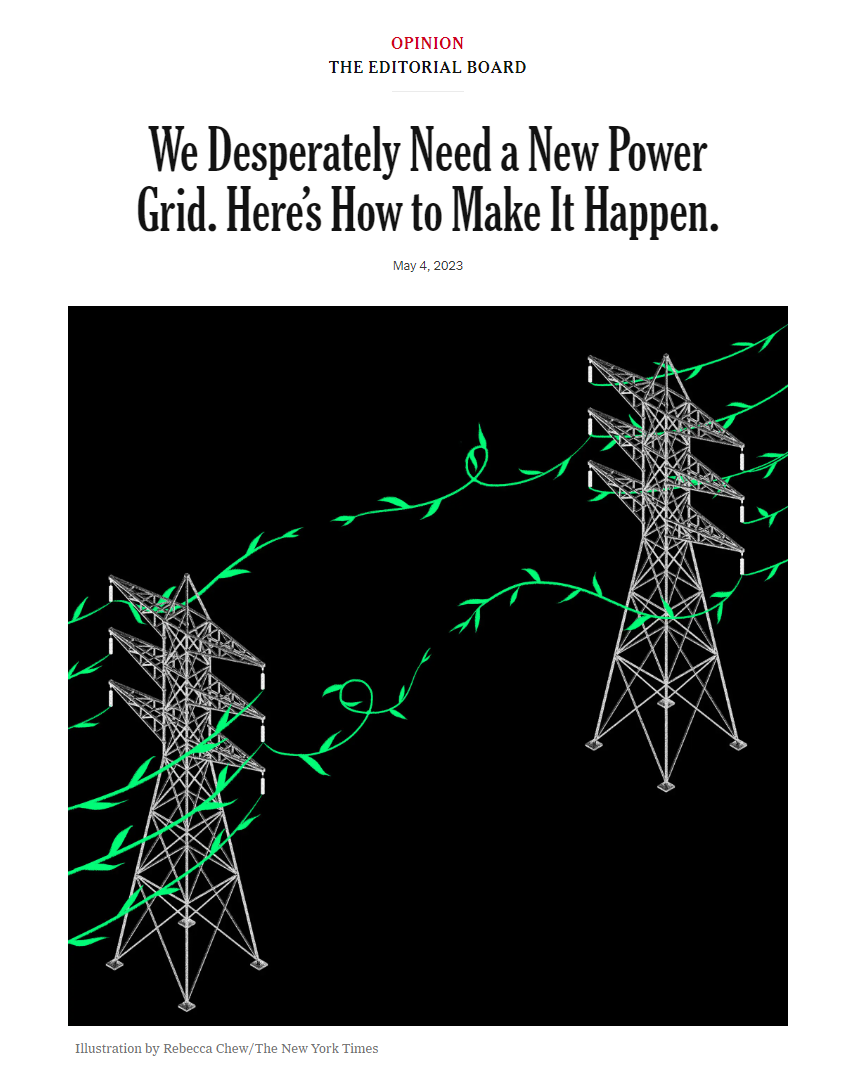 OPINION
THE EDITORIAL BOARD
We Desperately Need a New Power
Grid. Here’s How to Make It Happen.
May 4, 2023
Illustration by Rebecca Chew/The New York Times